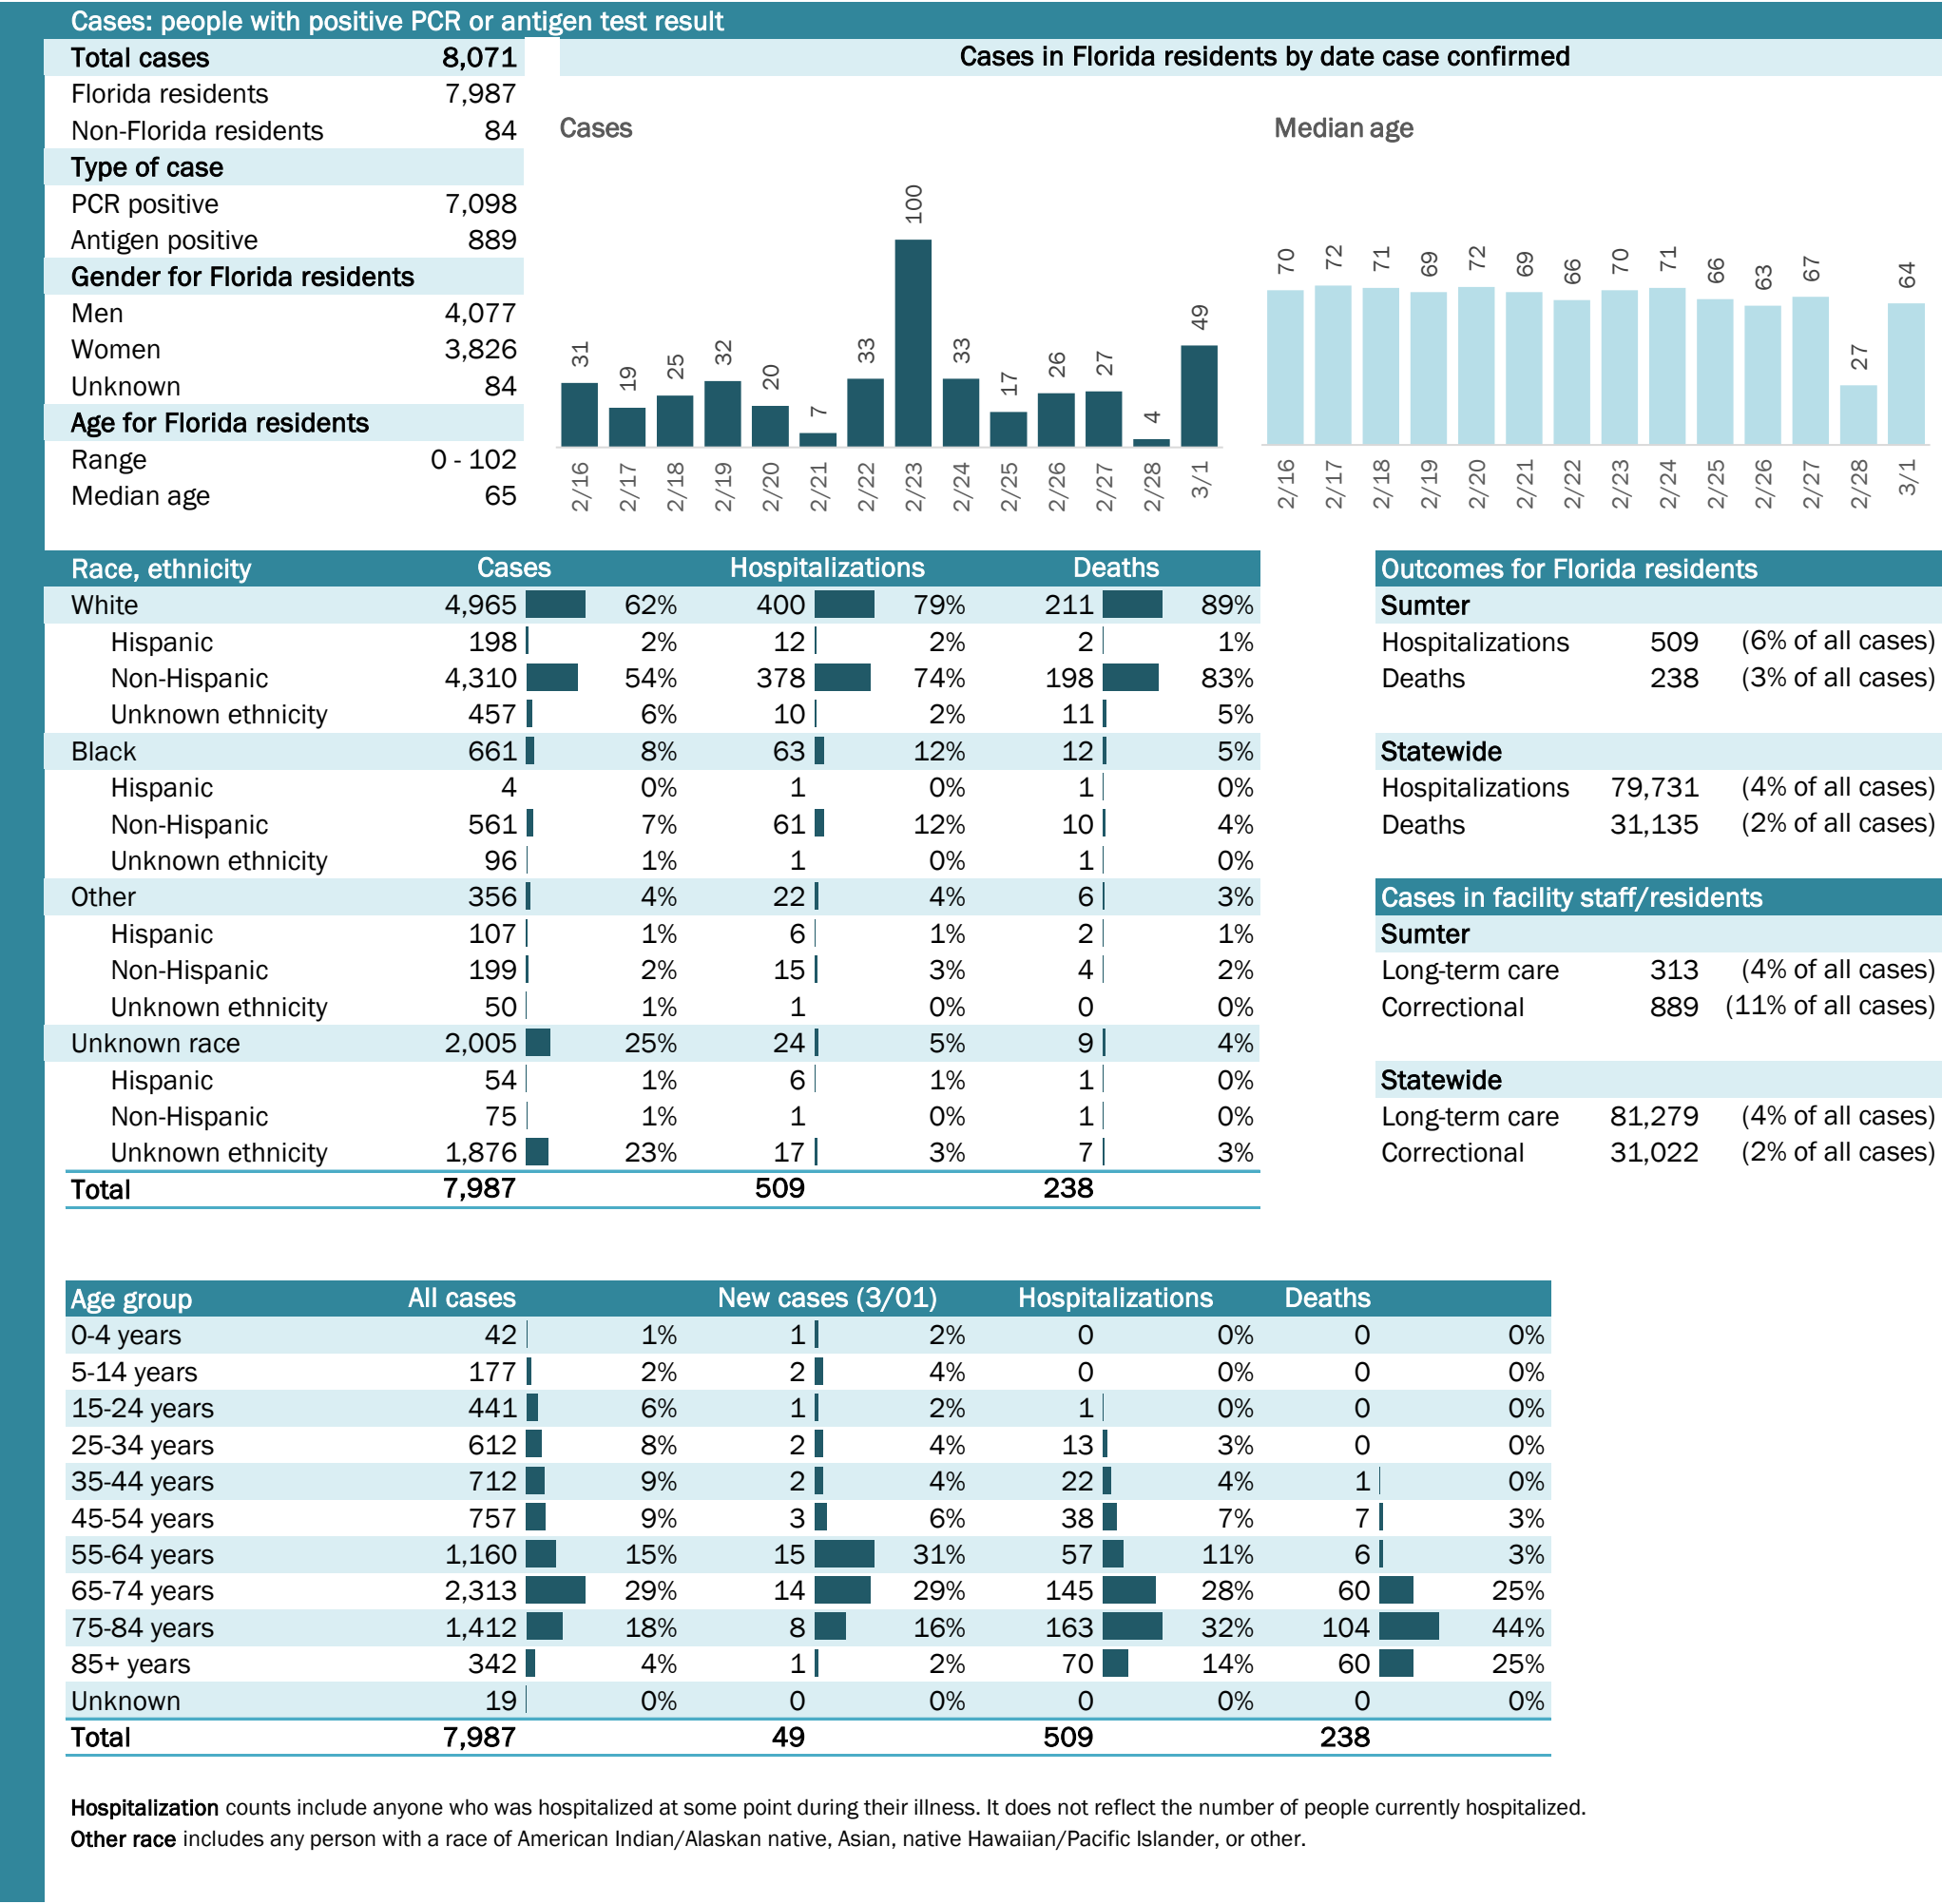 Cases: people with positive PCR or antigen test result
Total cases 8,071
Florida residents 7,987
Non-Florida residents 84
Type of case
PCR positive 7,098
Antigen positive 889
Gender for Florida residents
Men 4,077
Women 3,826
Unknown 84
Age for Florida residents
Range 0 - 102
Median age 65
Cases in Florida residents by date case confirmed
Cases
31 19 25 32 20 7 33 100 33 17 26 27 4 49
2/16 2/17 2/18 2/19 2/20 2/21 2/22 2/23 2/24 2/25 2/26 2/27 2/28 3/1
Median age
70 72 71 69 72 69 66 70 71 66 63 67 27 64
2/16 2/17 2/18 2/19 2/20 2/21 2/22 2/23 2/24 2/25 2/26 2/27 2/28 3/1
Race, ethnicity Cases Hospitalizations Deaths
White 4,965 62% 400 79% 211 89%
Hispanic 198 2% 12 2% 2 1%
Non-Hispanic 4,310 54% 378 74% 198 83%
Unknown ethnicity 457 6% 10 2% 11 5%
Black 661 8% 63 12% 12 5%
Hispanic 4 0% 1 0% 1 0%
Non-Hispanic 561 7% 61 12% 10 4%
Unknown ethnicity 96 1% 1 0% 1 0%
Other 356 4% 22 4% 6 3%
Hispanic 107 1% 6 1% 2 1%
Non-Hispanic 199 2% 15 3% 4 2%
Unknown ethnicity 50 1% 1 0% 0 0%
Unknown race 2,005 25% 24 5% 9 4%
Hispanic 54 1% 6 1% 1 0%
Non-Hispanic 75 1% 1 0% 1 0%
Unknown ethnicity 1,876 23% 17 3% 7 3%
Total 7,987 509 238
Outcomes for Florida residents
Sumter
Hospitalizations 509 (6% of all cases)
Deaths 238 (3% of all cases)
Statewide
Hospitalizations 79,731 (4% of all cases)
Deaths 31,135 (2% of all cases)
Cases in facility staff/residents
Sumter
Long-term care 313 (4% of all cases)
Correctional 889 (11% of all cases)
Statewide
Long-term care 81,279 (4% of all cases)
Correctional 31,022 (2% of all cases)
Age group All cases New cases (3/01) Hospitalizations Deaths
0-4 years 42 1% 1 2% 0 0% 0 0%
5-14 years 177 2% 2 4% 0 0% 0 0%
15-24 years 441 6% 1 2% 1 0% 0 0%
25-34 years 612 8% 2 4% 13 3% 0 0%
35-44 years 712 9% 2 4% 22 4% 1 0%
45-54 years 757 9% 3 6% 38 7% 7 3%
55-64 years 1,160 15% 15 31% 57 11% 6 3%
65-74 years 2,313 29% 14 29% 145 28% 60 25%
75-84 years 1,412 18% 8 16% 163 32% 104 44%
85+ years 342 4% 1 2% 70 14% 60 25%
Unknown 19 0% 0 0% 0 0% 0 0%
Total 7,987 49 509 238
Hospitalization counts include anyone who was hospitalized at some point during their illness. It does not reflect the number of people currently hospitalized.
Other race includes any person with a race of American Indian/Alaskan native, Asian, native Hawaiian/Pacific Islander, or other.